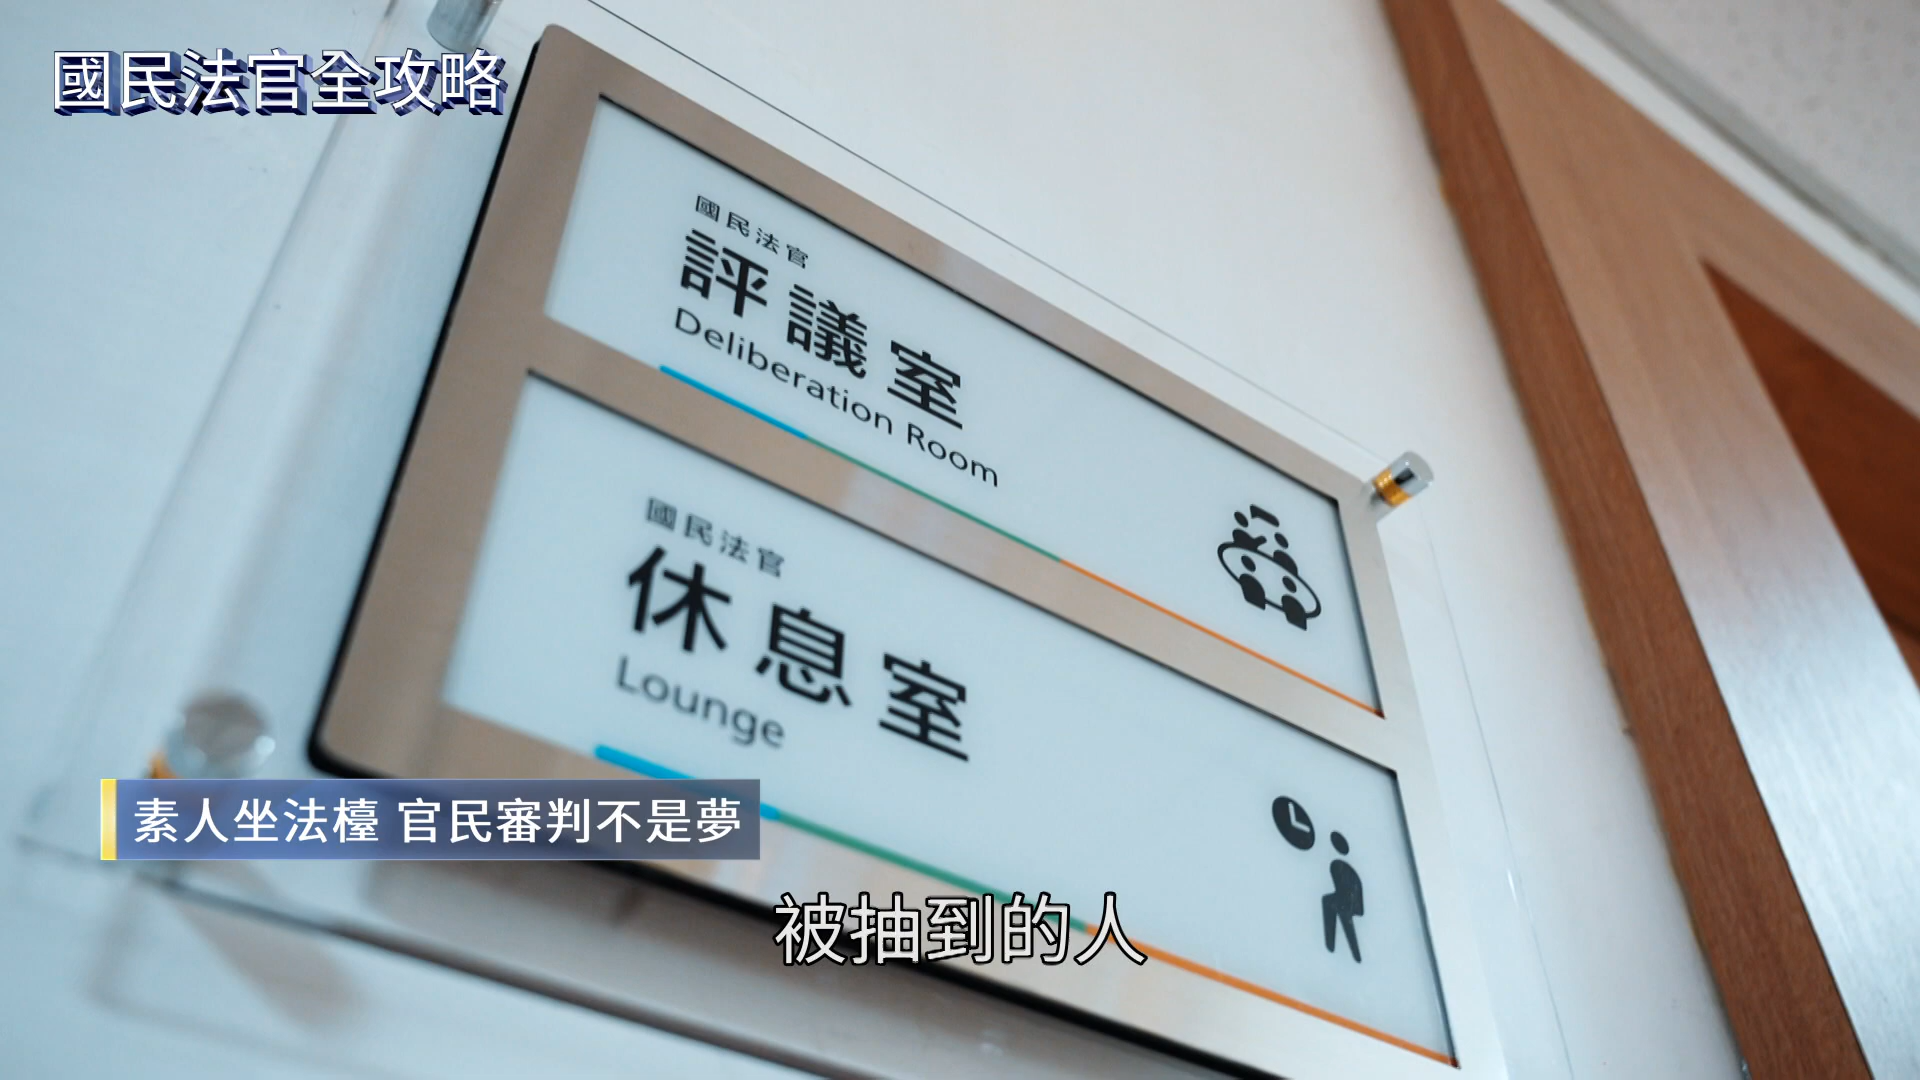 國民法官全攻略
國民法官
評議室
Deliberation Room
國民法官
休息室
Lounge
素人坐法檯 官民審判不是夢
被抽到的人